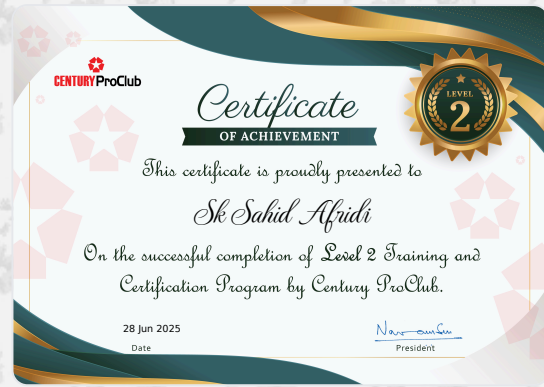 CENTURY ProClub
LEVEL
2
Certificate
OF ACHIEVEMENT
This certificate is proudly presented to
Sk Sahid Afridi
On the successful completion of Level 2 Training and
Certification Program by Century ProClub.
28 Jun 2025
Date
President